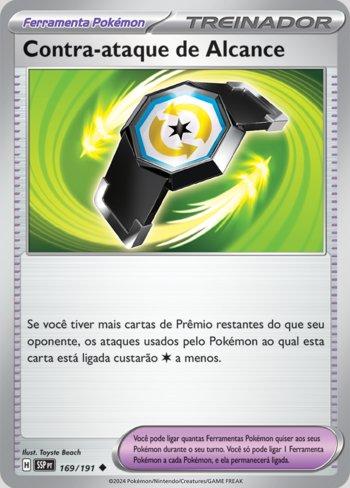 Ferramenta Pokémon
TREINADOR
Contra-ataque de Alcance
Se você tiver mais cartas de Prêmio restantes do que seu
oponente, os ataques usados pelo Pokémon ao qual esta
carta está ligada custarão ✶ a menos.
Ilust. Toyste Beach
H SSP PT 169/191 ◆
Você pode ligar quantas Ferramentas Pokémon quiser aos seus
Pokémon durante o seu turno. Você só pode ligar 1 Ferramenta
Pokémon a cada Pokémon, e ela permanecerá ligada.
©2024 Pokémon/Nintendo/Creatures/GAME FREAK